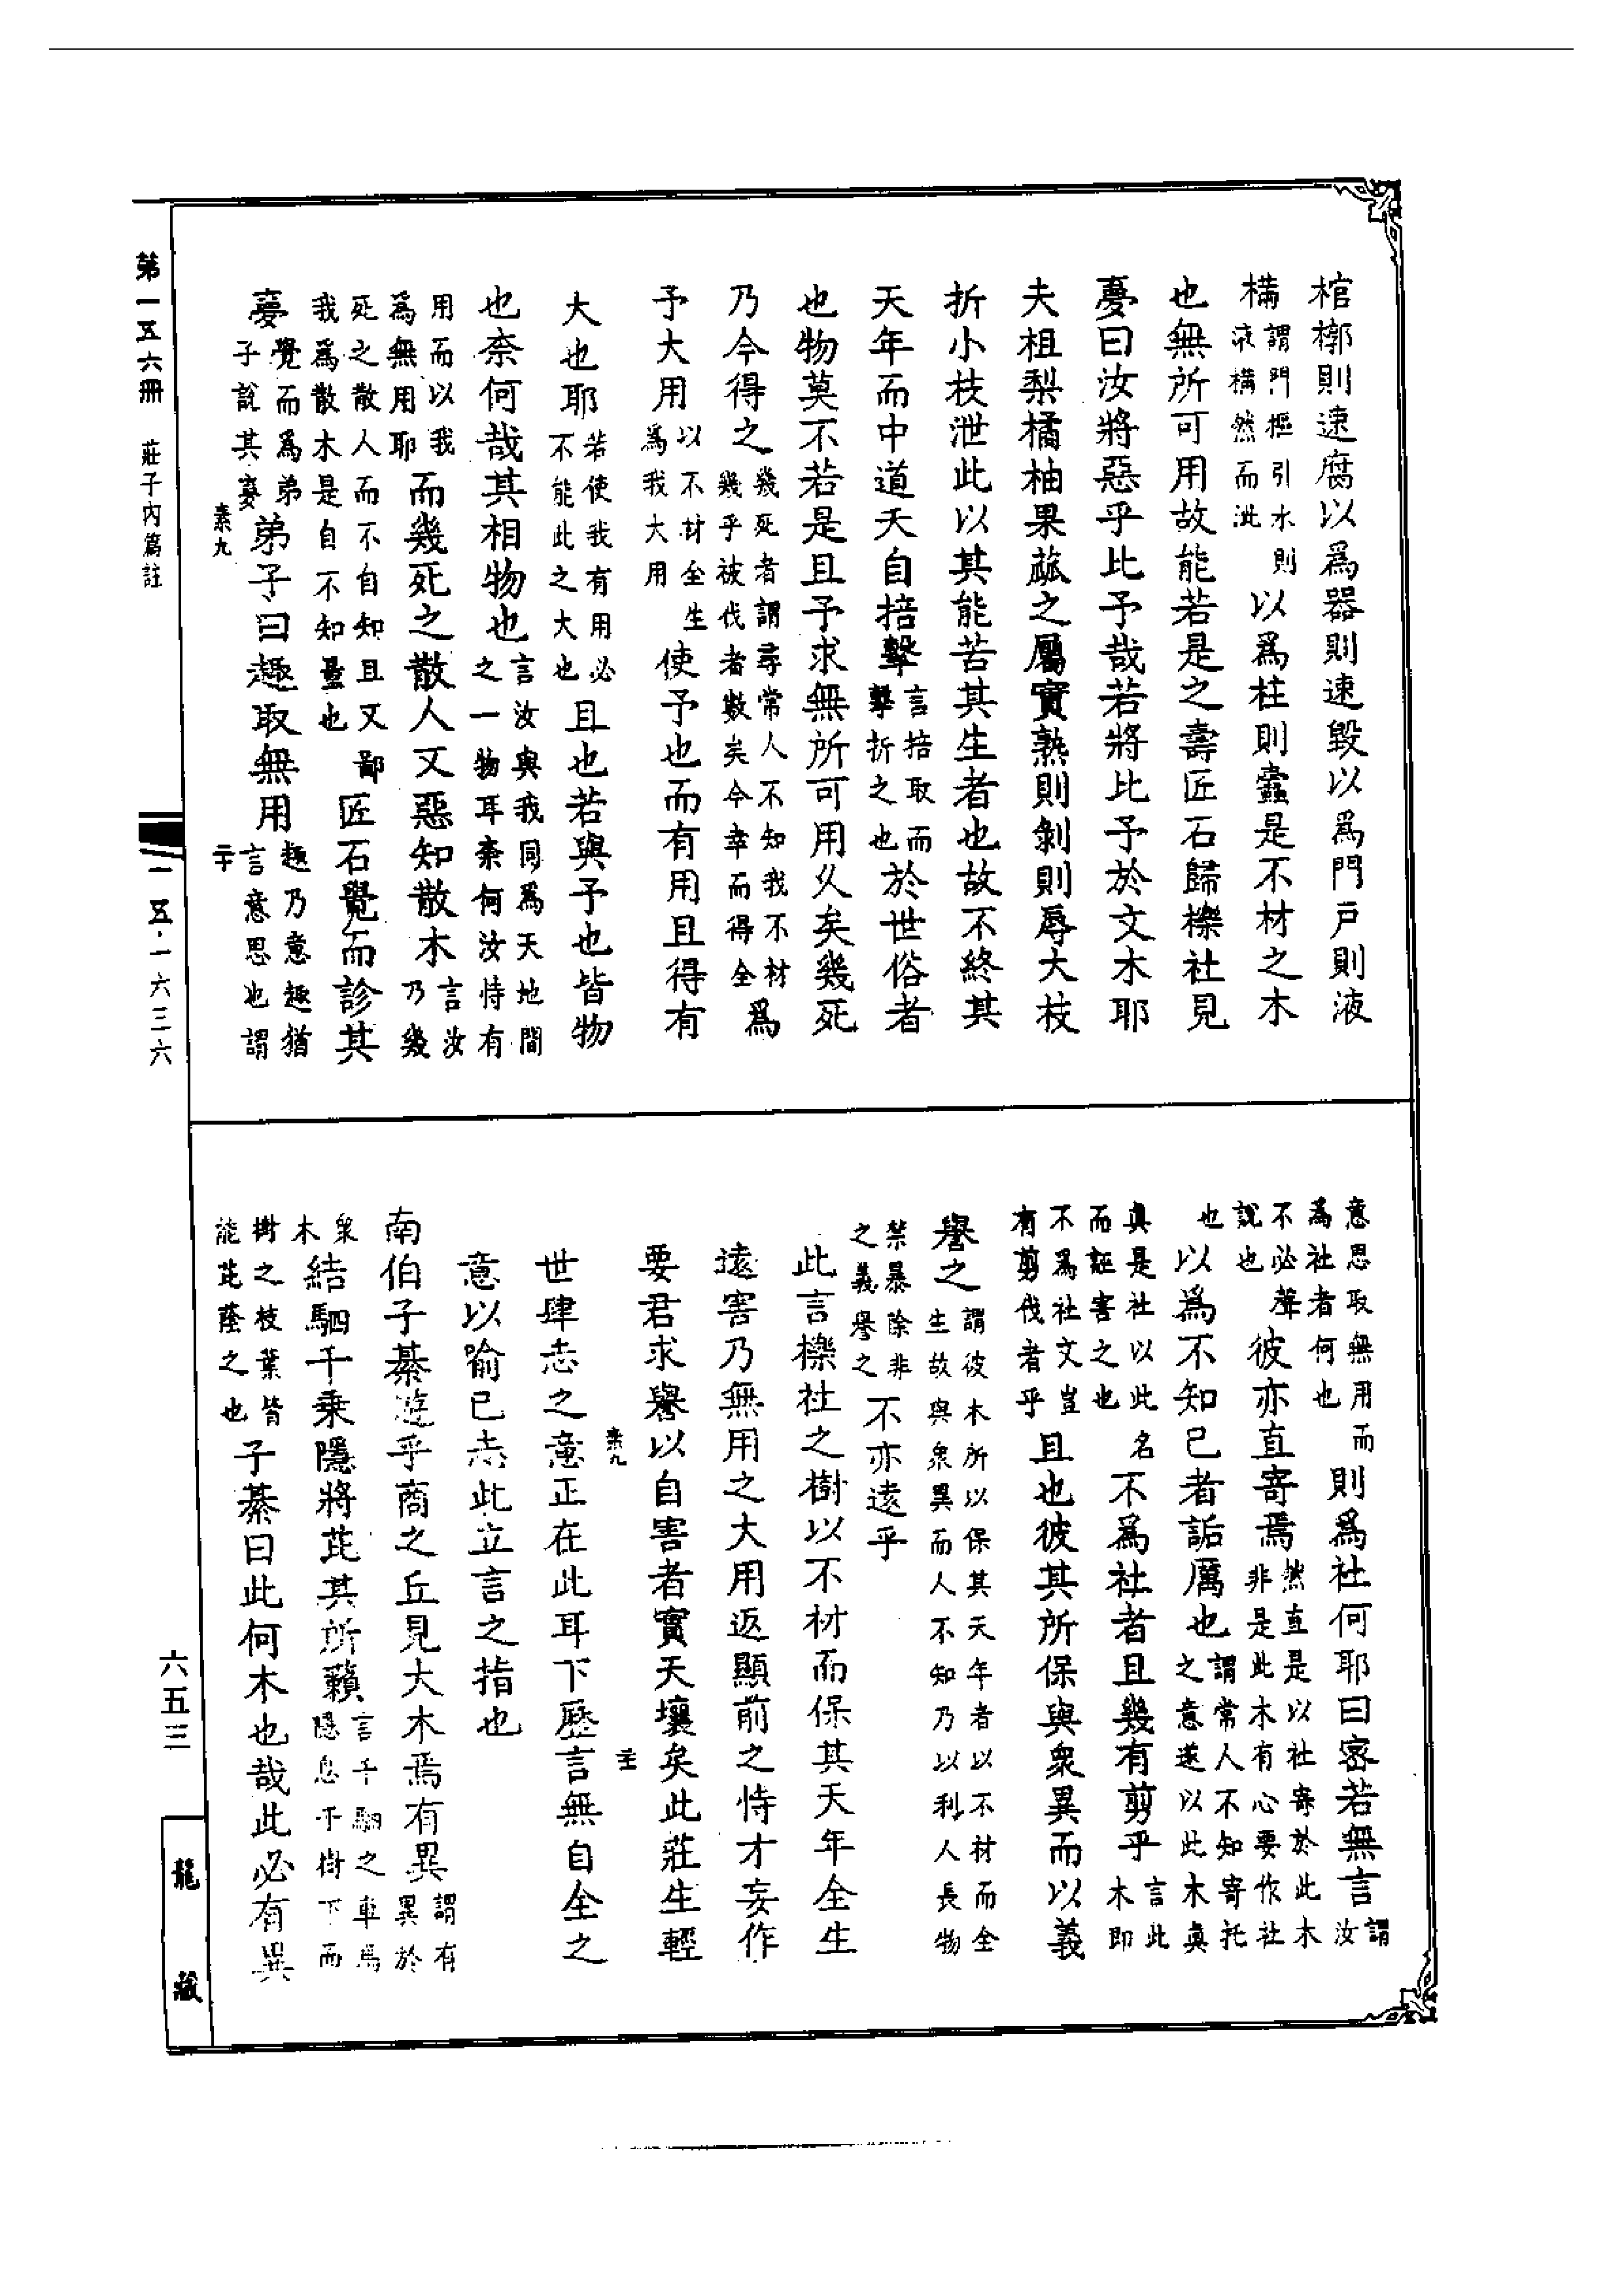 棺槨則速腐以爲器則速毀以爲門戸則液
樠謂門樞引水則液樠然而泚以爲柱則蠹是不材之木
也無所可用故能若是之壽匠石歸櫟社見
夣曰汝將惡乎比予哉若將比予於文木耶
夫柤梨橘柚果蓏之屬實熟則剝則辱大枝
折小枝泄此以其能苦其生者也故不終其
天年而中道夭自掊擊言掊取而擊折之也於世俗者
也物莫不若是且予求無所可用乆矣幾死
乃今得之幾死者謂尋常人不知我不材幾乎被伐者數矣今幸而得全爲
予大用以不材全生爲我大用使予也而有用且得有
大也耶若使我有用必不能此之大也且也若與予也皆物
也柰何哉其相物也言汝與我同爲天地間之一物耳柰何汝恃有
用而以我爲無用耶而幾死之散人又惡知散木言汝乃幾
死之散人而不自知且又鄙我爲散木是自不知量也匠石覺而診其
夣覺而爲弟子說其夣弟子曰趣取無用趣乃意趣猶言意思也謂
素九
二十
意思取無用而爲社者何也則爲社何耶曰密若無言謂汝
不必聲說也彼亦直寄焉然直是以社寄於此木非是此木有心要作社
也以爲不知己者詬厲也謂常人不知寄托之意遂以此木眞
真是社以此名而誣害之也不爲社者且幾有剪乎言此木即
不爲社文豈有剪伐者乎且也彼其所保與衆異而以義
譽之謂彼木所以保其天年者以不材而全生故與衆異而人不知乃以利人長物
禁暴除非之義譽之不亦遠乎
此言櫟社之樹以不材而保其天年全生
遠害乃無用之大用返顯前之恃才妄作
要君求譽以自害者實天壤矣此莊生輕
素九
世肆志之意正在此耳下歷言無自全之
意以喻己志此立言之指也
南伯子綦遊乎商之丘見大木焉有異謂有異於
衆木結駟千乘隱將芘其所藾言千駟之車馬隱息于樹下而
樹之枝葉皆能芘蔭之也子綦曰此何木也哉此必有異
第一五六冊 莊子內篇註
一五·一六三六
六五三
龍藏